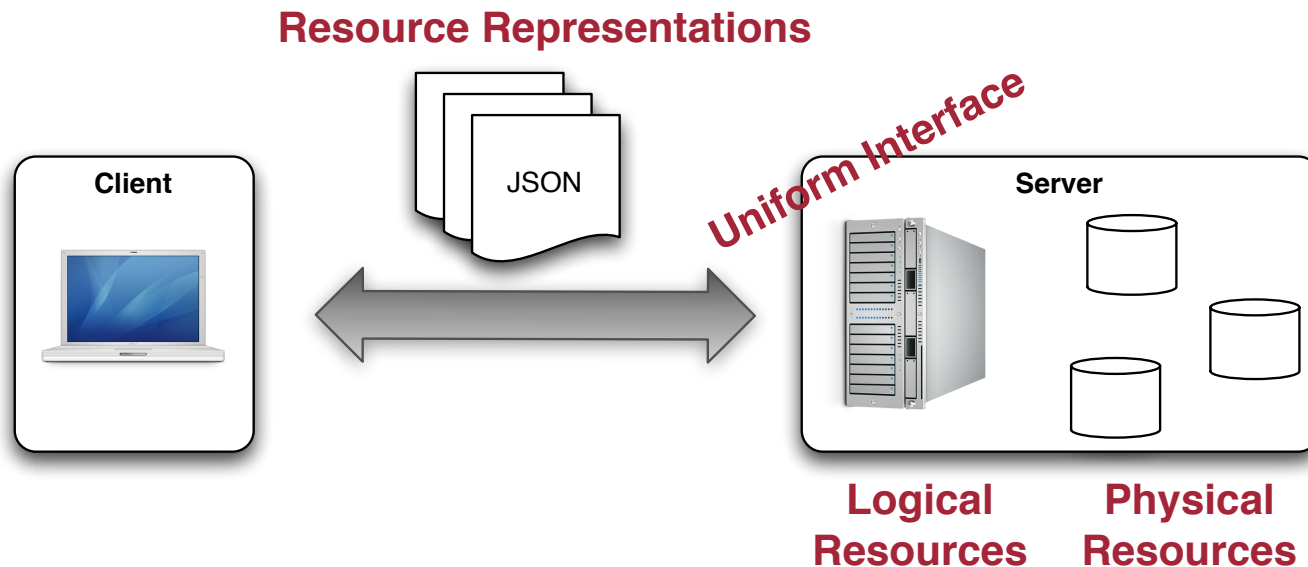 Resource Representations
Uniform Interface
Client
JSON
Server
Logical
Resources
Physical
Resources